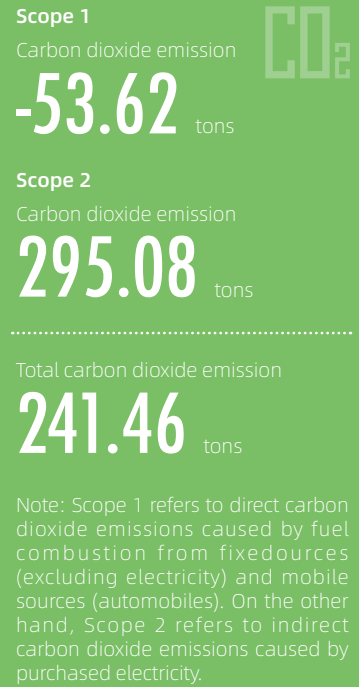 Scope 1
CO2
Carbon dioxide emission
-53.62 tons
Scope 2
Carbon dioxide emission
295.08 tons
Total carbon dioxide emission
241.46 tons
Note: Scope 1 refers to direct carbon
dioxide emissions caused by fuel
combustion from fixedources
(excluding electricity) and mobile
sources (automobiles). On the other
hand, Scope 2 refers to indirect
carbon dioxide emissions caused by
purchased electricity.